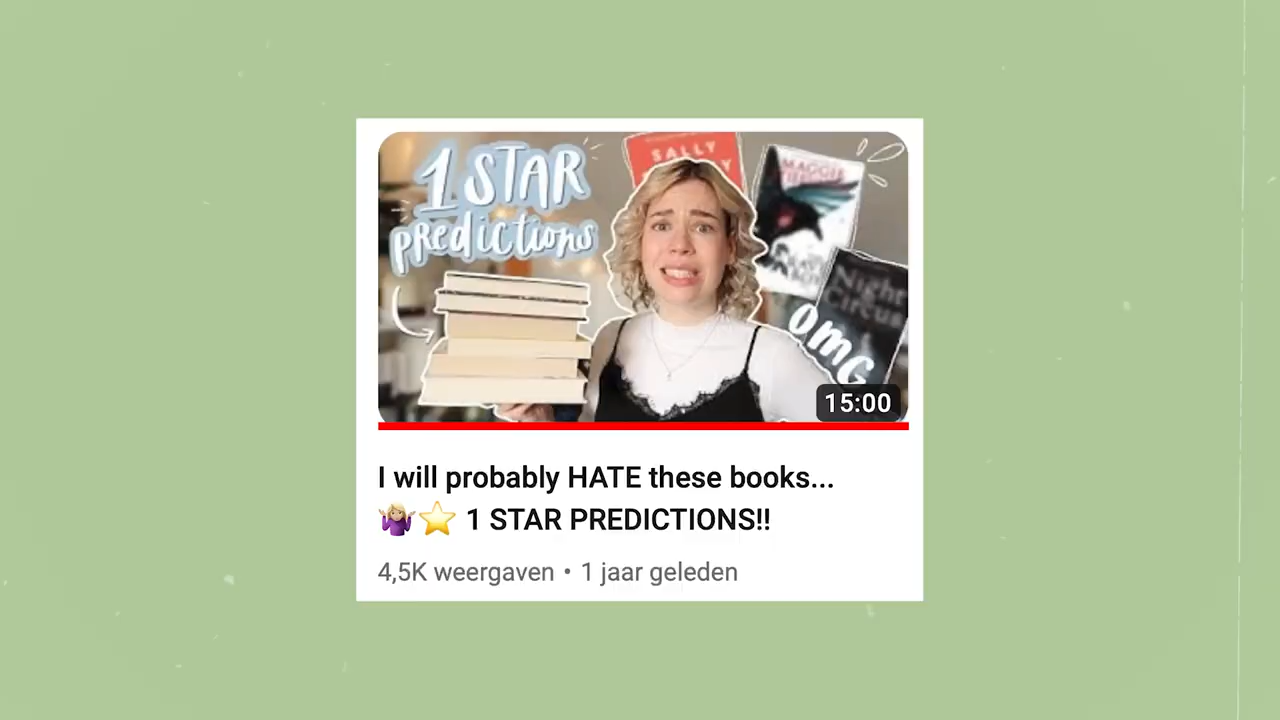 1 STAR
PREDICTIONS
SALLY
MAGGIE
Night
Circus
OMG
15:00
I will probably HATE these books...
🤷🏼‍♀️⭐ 1 STAR PREDICTIONS!!
4,5K weergaven • 1 jaar geleden